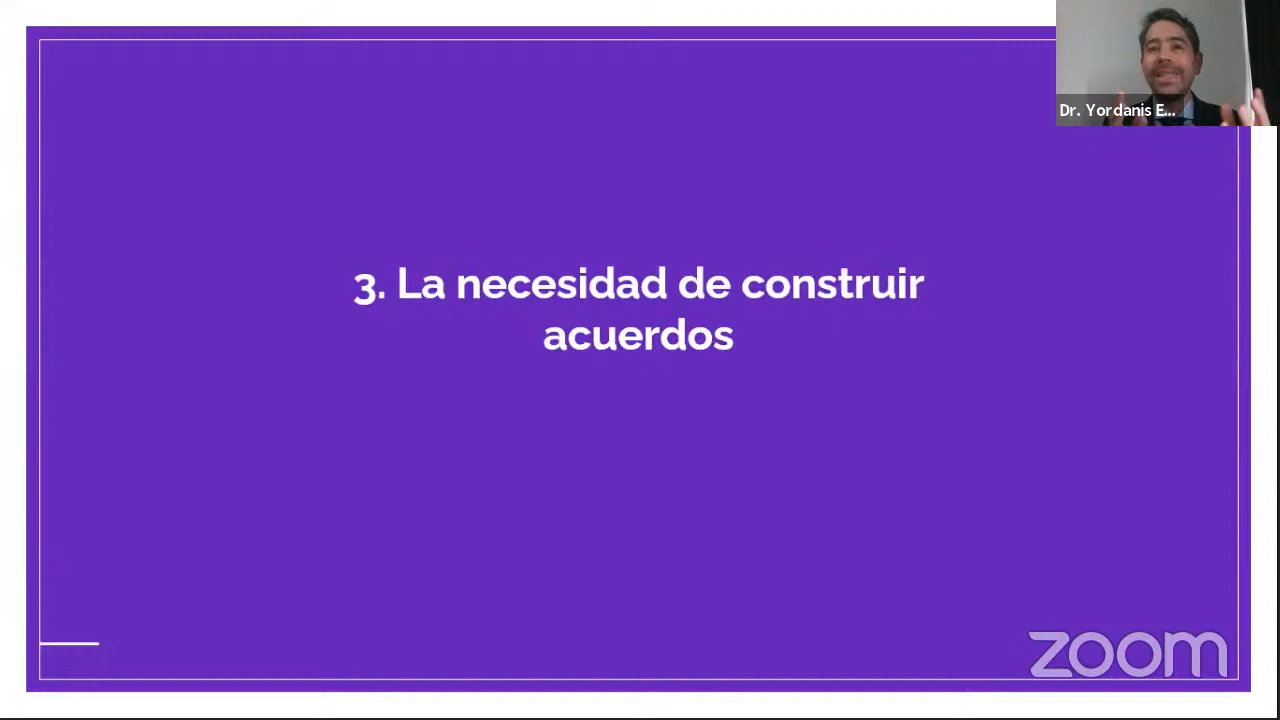 Dr. Yordanis E...
3. La necesidad de construir
acuerdos
zoom